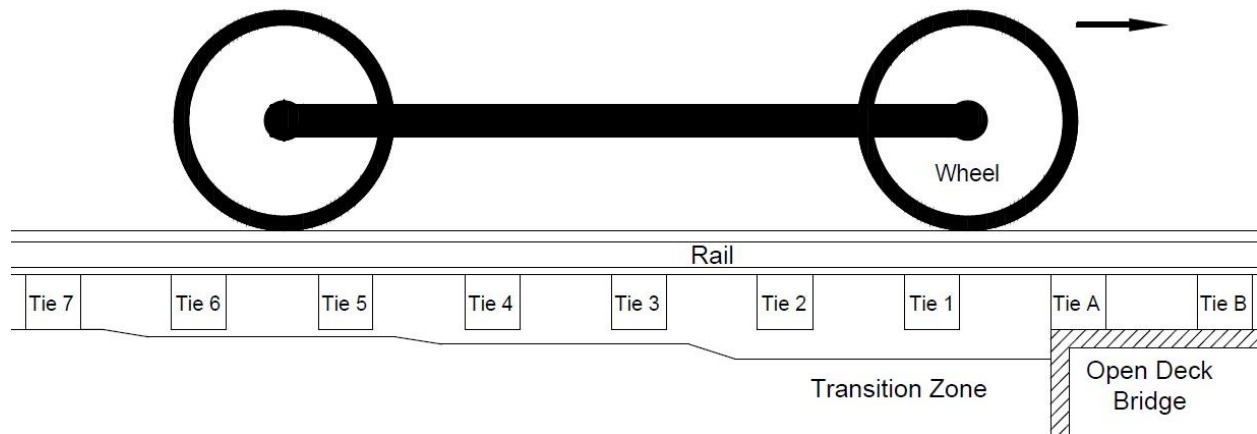 Wheel
Rail
Tie 7 Tie 6 Tie 5 Tie 4 Tie 3 Tie 2 Tie 1 Tie A Tie B
Transition Zone
Open Deck
Bridge